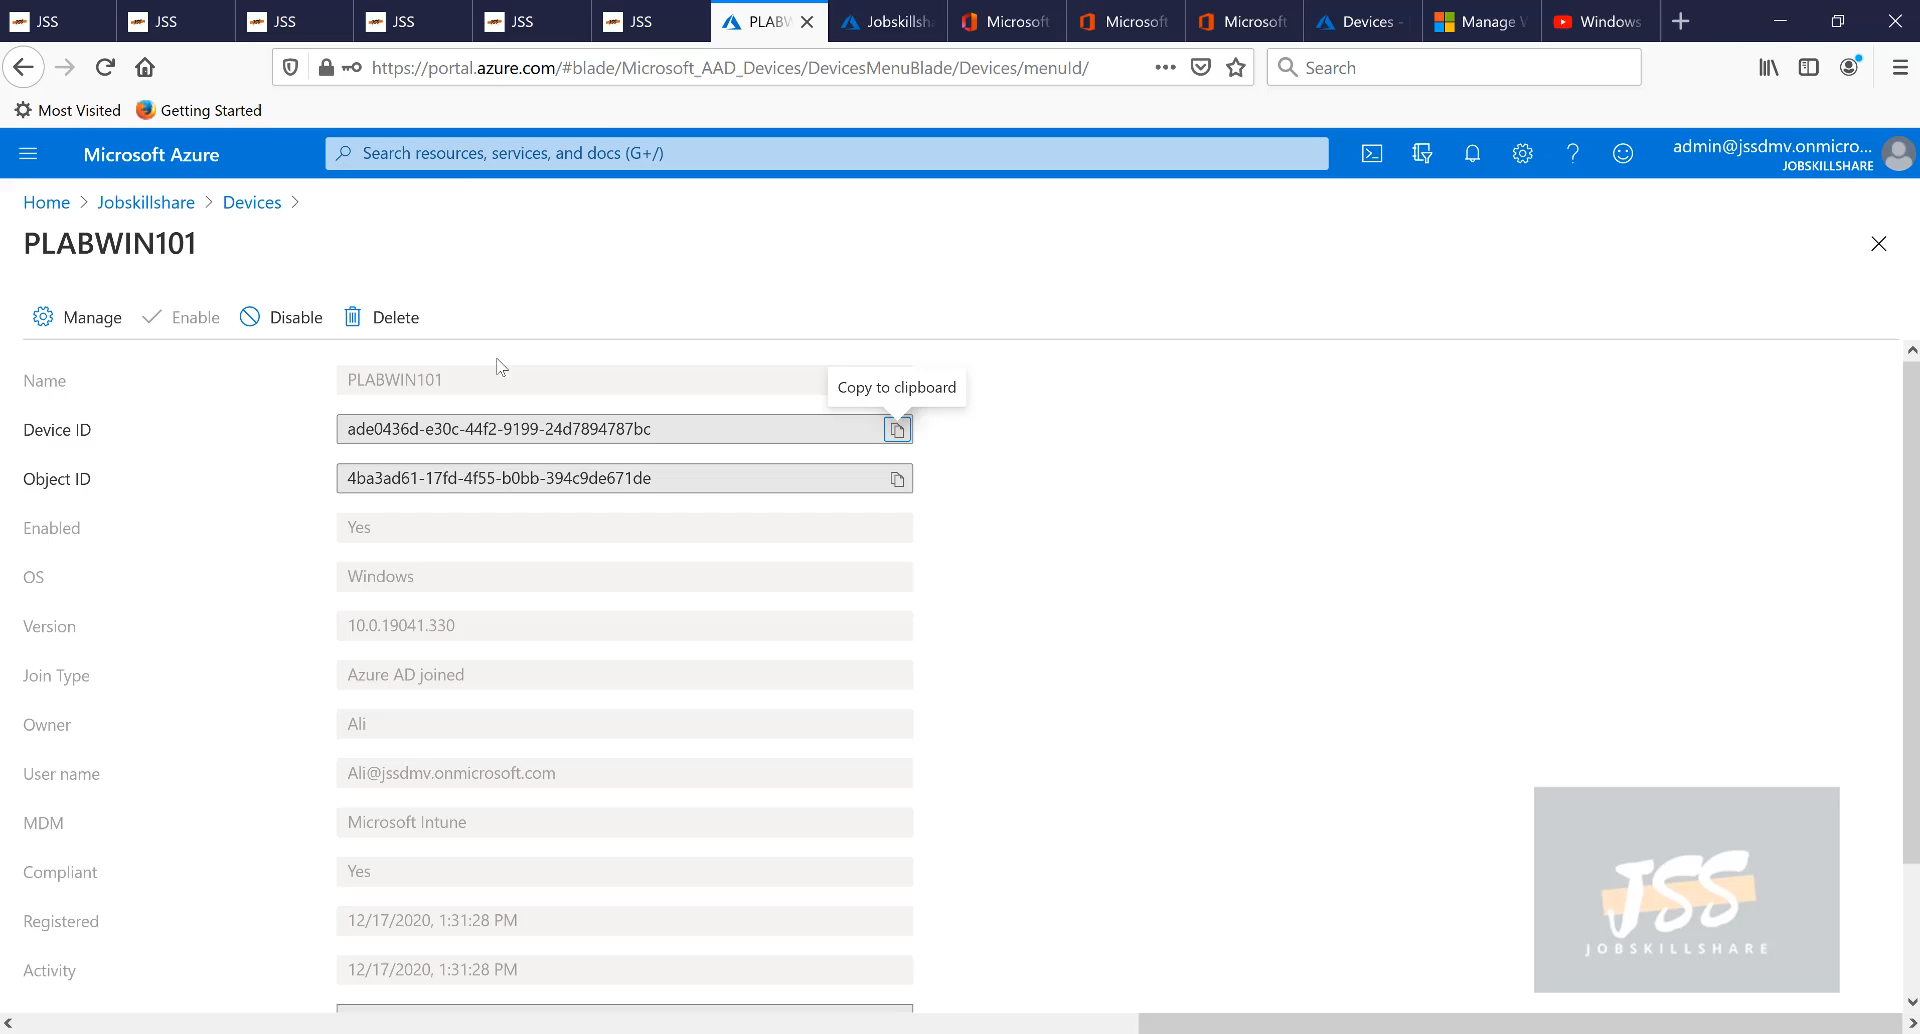 JSS
JSS
JSS
JSS
JSS
JSS
PLABW
Jobskillsh
Microsoft
Microsoft
Microsoft
Devices -
Manage V
Windows
https://portal.azure.com/#blade/Microsoft_AAD_Devices/DevicesMenuBlade/Devices/menuId/
Search
Most Visited
Getting Started
Microsoft Azure
Search resources, services, and docs (G+/)
admin@jssdmv.onmicro...
JOBSKILLSHARE
Home > Jobskillshare > Devices >
PLABWIN101
Manage
Enable
Disable
Delete
Name
PLABWIN101
Copy to clipboard
Device ID
ade0436d-e30c-44f2-9199-24d7894787bc
Object ID
4ba3ad61-17fd-4f55-b0bb-394c9de671de
Enabled
Yes
OS
Windows
Version
10.0.19041.330
Join Type
Azure AD joined
Owner
Ali
User name
Ali@jssdmv.onmicrosoft.com
MDM
Microsoft Intune
Compliant
Yes
Registered
12/17/2020, 1:31:28 PM
Activity
12/17/2020, 1:31:28 PM
JSS
JOBSKILLSHARE